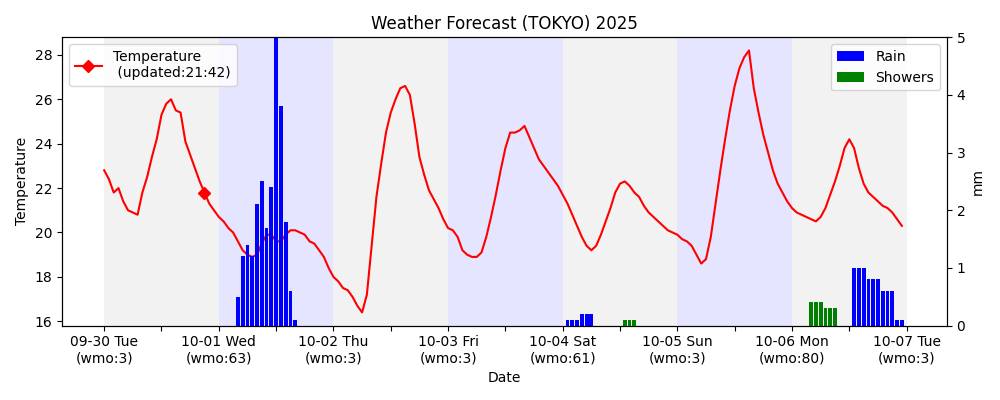 Weather Forecast (TOKYO) 2025
Temperature
(updated:21:42)
Rain
Showers
28
26
24
22
20
18
16
Temperature
5
4
3
2
1
0
mm
09-30 Tue 10-01 Wed 10-02 Thu 10-03 Fri 10-04 Sat 10-05 Sun 10-06 Mon 10-07 Tue
(wmo:3) (wmo:63) (wmo:3) (wmo:3) (wmo:61) (wmo:3) (wmo:80) (wmo:3)
Date